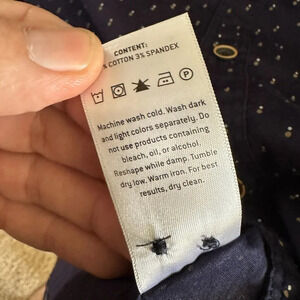 CONTENT:
% COTTON 3% SPANDEX
Machine wash cold. Wash dark
and light colors separately. Do
not use products containing
bleach, oil, or alcohol.
Reshape while damp. Tumble
dry low. Warm iron. For best
results, dry clean.